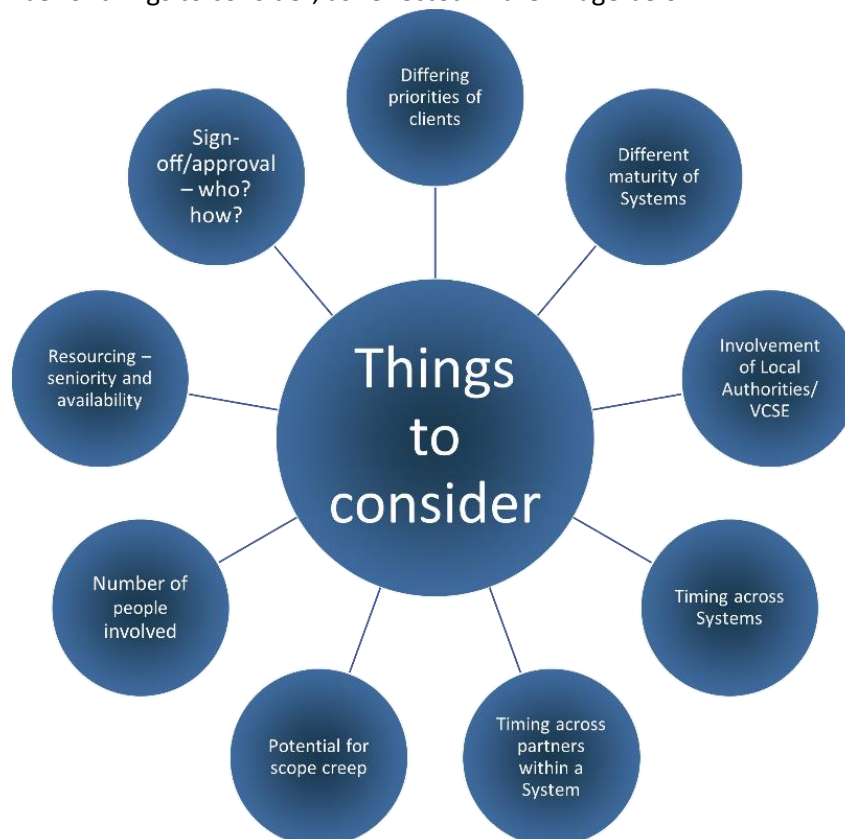 Things
to
consider
Differing
priorities of
clients
Different
maturity of
Systems
Involvement
of Local
Authorities/
VCSE
Timing across
Systems
Timing across
partners
within a
System
Potential for
scope creep
Number of
people
involved
Resourcing –
seniority and
availability
Sign-
off/approval
– who?
how?